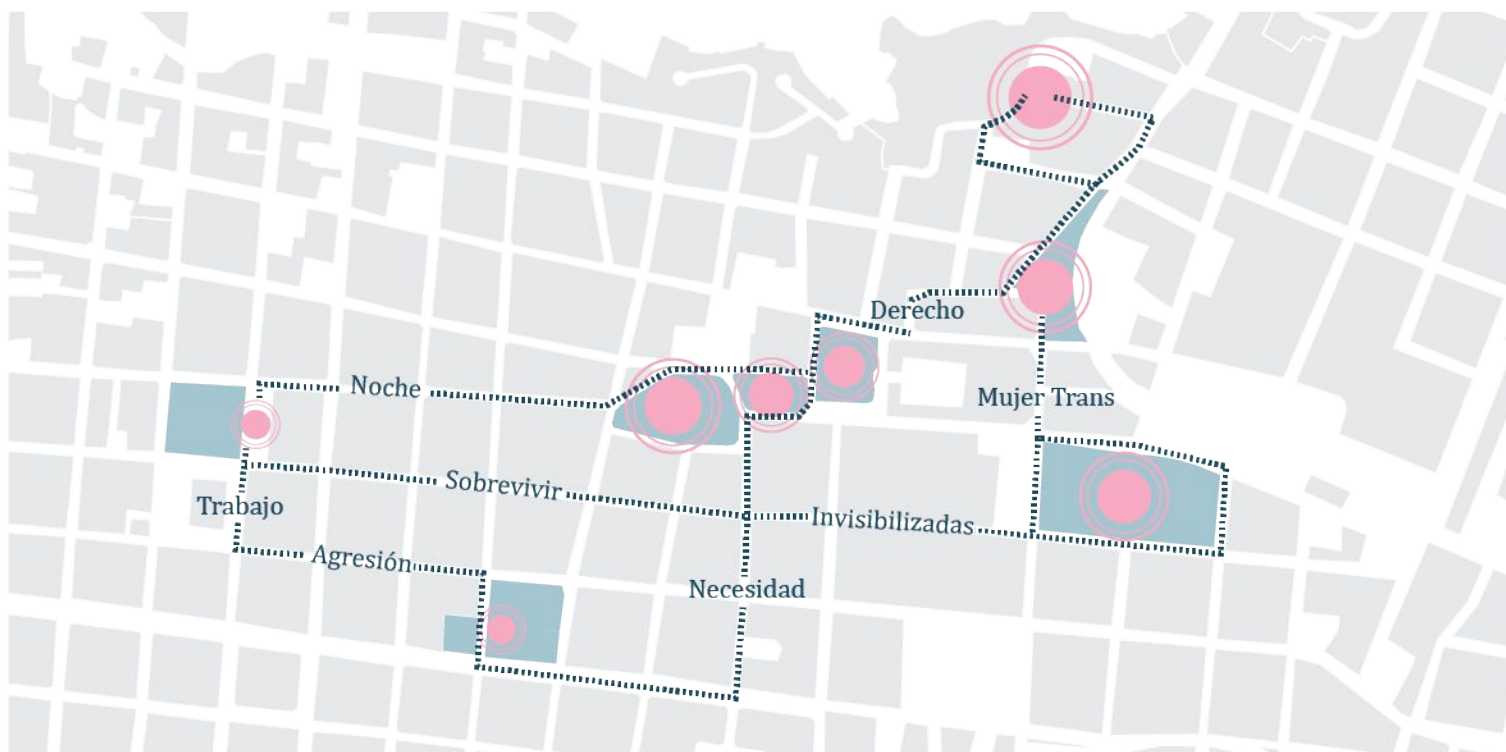 Derecho
Noche
Mujer Trans
Sobrevivir
Trabajo
Invisibilizadas
Agresión
Necesidad